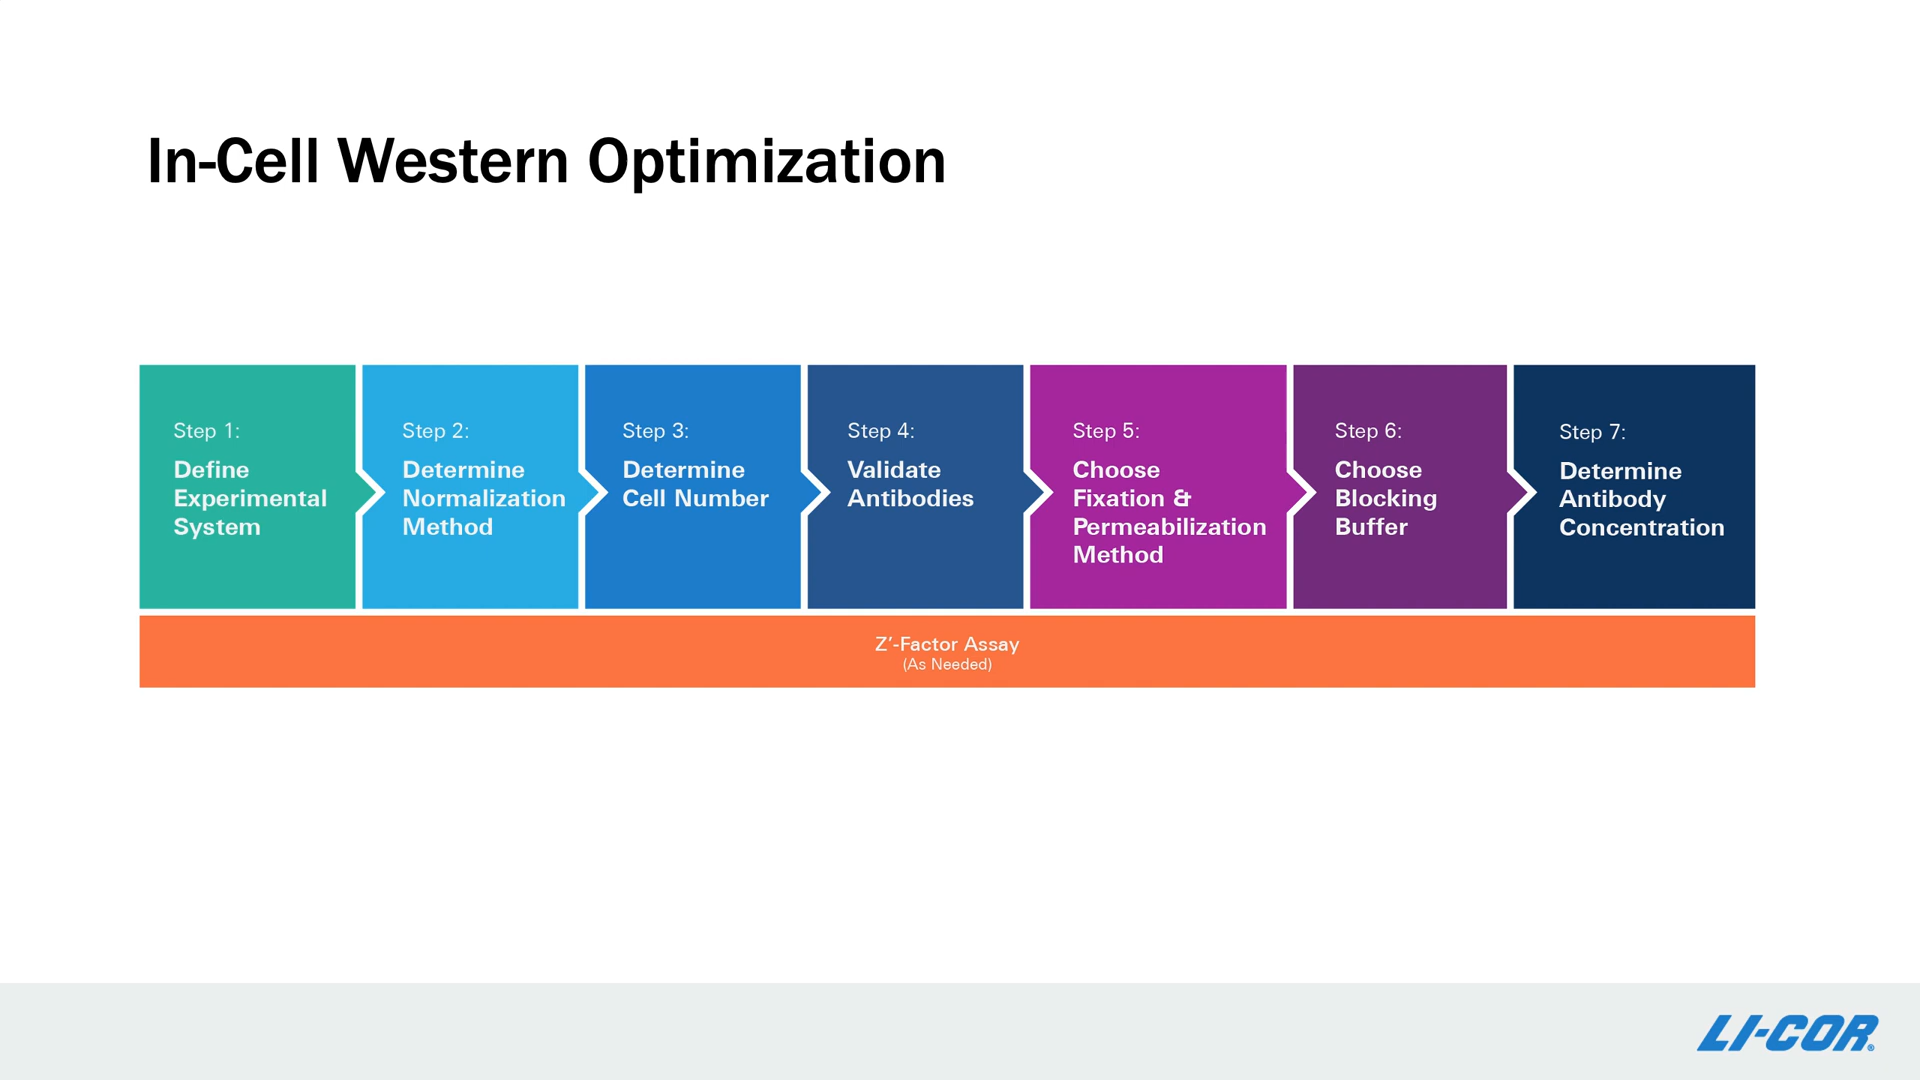 In-Cell Western Optimization
Step 1:
Define
Experimental
System
Step 2:
Determine
Normalization
Method
Step 3:
Determine
Cell Number
Step 4:
Validate
Antibodies
Step 5:
Choose
Fixation &
Permeabilization
Method
Step 6:
Choose
Blocking
Buffer
Step 7:
Determine
Antibody
Concentration
Z’-Factor Assay
(As Needed)
LI-COR®